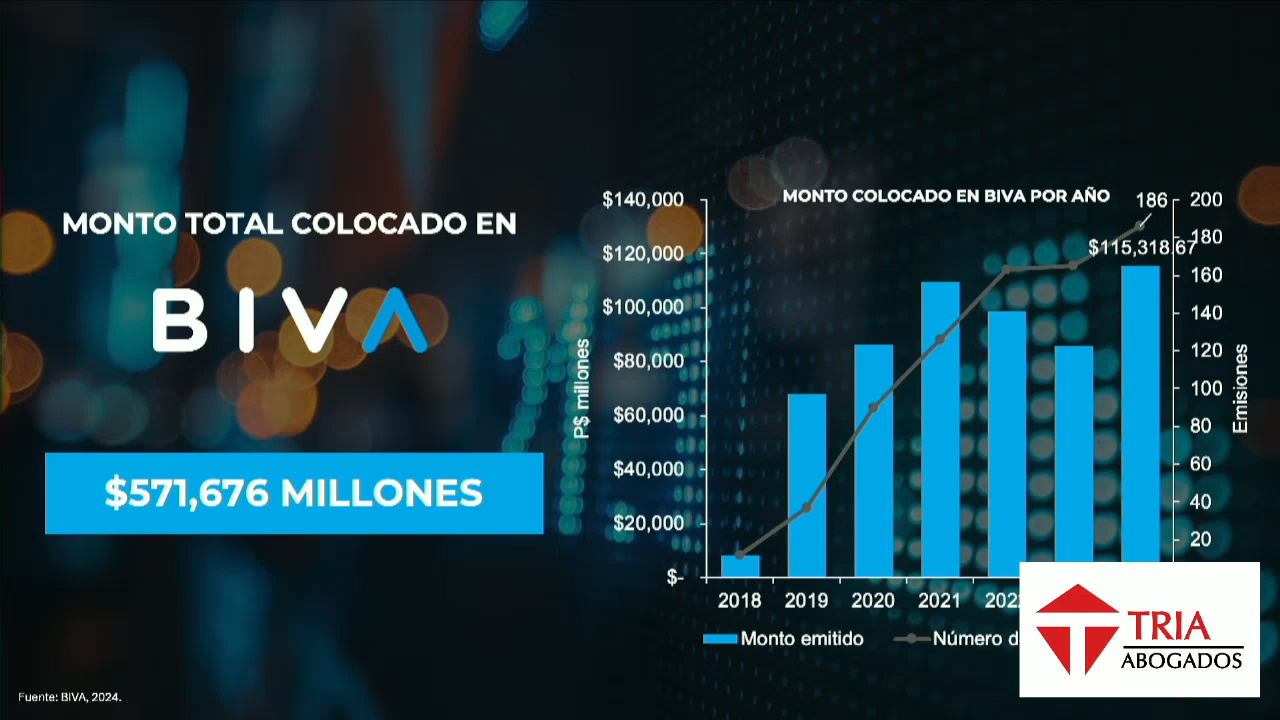 MONTO TOTAL COLOCADO EN
BIVA
$571,676 MILLONES
MONTO COLOCADO EN BIVA POR AÑO
P$ millones
$140,000
$120,000
$100,000
$80,000
$60,000
$40,000
$20,000
$-
186
$115,318.67
200
180
160
140
120
100
80
60
40
20
Emisiones
2018 2019 2020 2021
Monto emitido Número
TRIA
ABOGADOS
Fuente: BIVA, 2024.